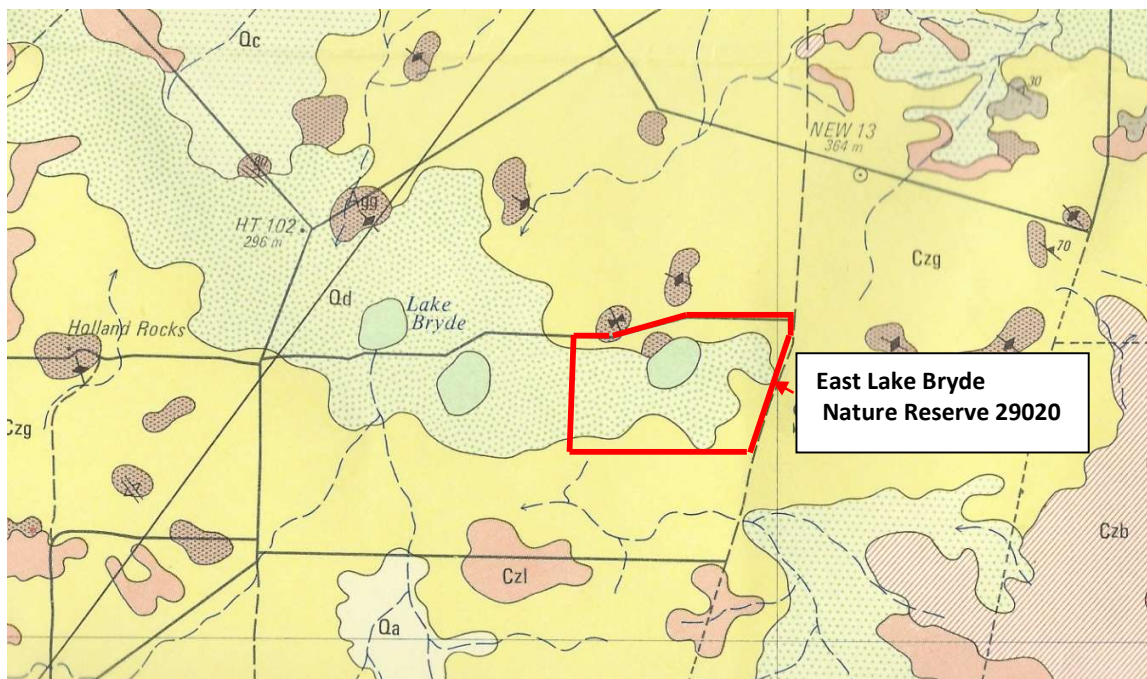 Qc
30
NEW 13
364 m
80
Agg
HT 102
296 m
Czg
70
Qd
Lake
Bryde
Holland Rocks
East Lake Bryde
Nature Reserve 29020
Czg
Czb
Czl
Qa